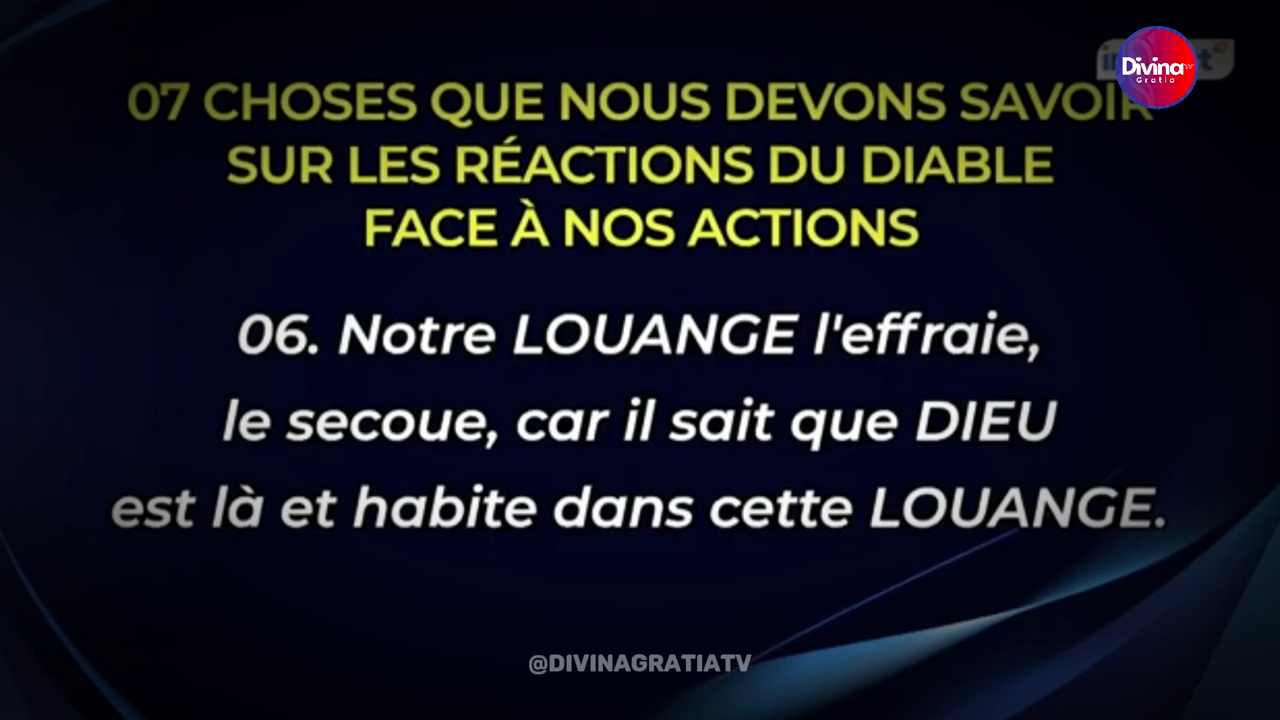 Divina
Gratia
07 CHOSES QUE NOUS DEVONS SAVOIR
SUR LES RÉACTIONS DU DIABLE
FACE À NOS ACTIONS
06. Notre LOUANGE l'effraie,
le secoue, car il sait que DIEU
est là et habite dans cette LOUANGE.
@DIVINAGRATIATV